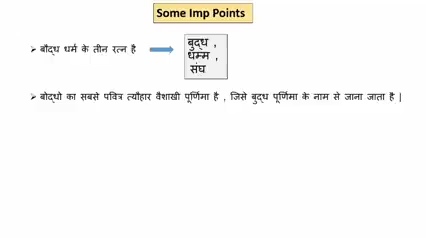 Some Imp Points
➢ बौद्ध धर्म के तीन रत्न है
बुद्ध ,
धम्म ,
संघ
➢ बोद्धो का सबसे पवित्र त्यौहार वैशाखी पूर्णिमा है , जिसे बुद्ध पूर्णिमा के नाम से जाना जाता है |